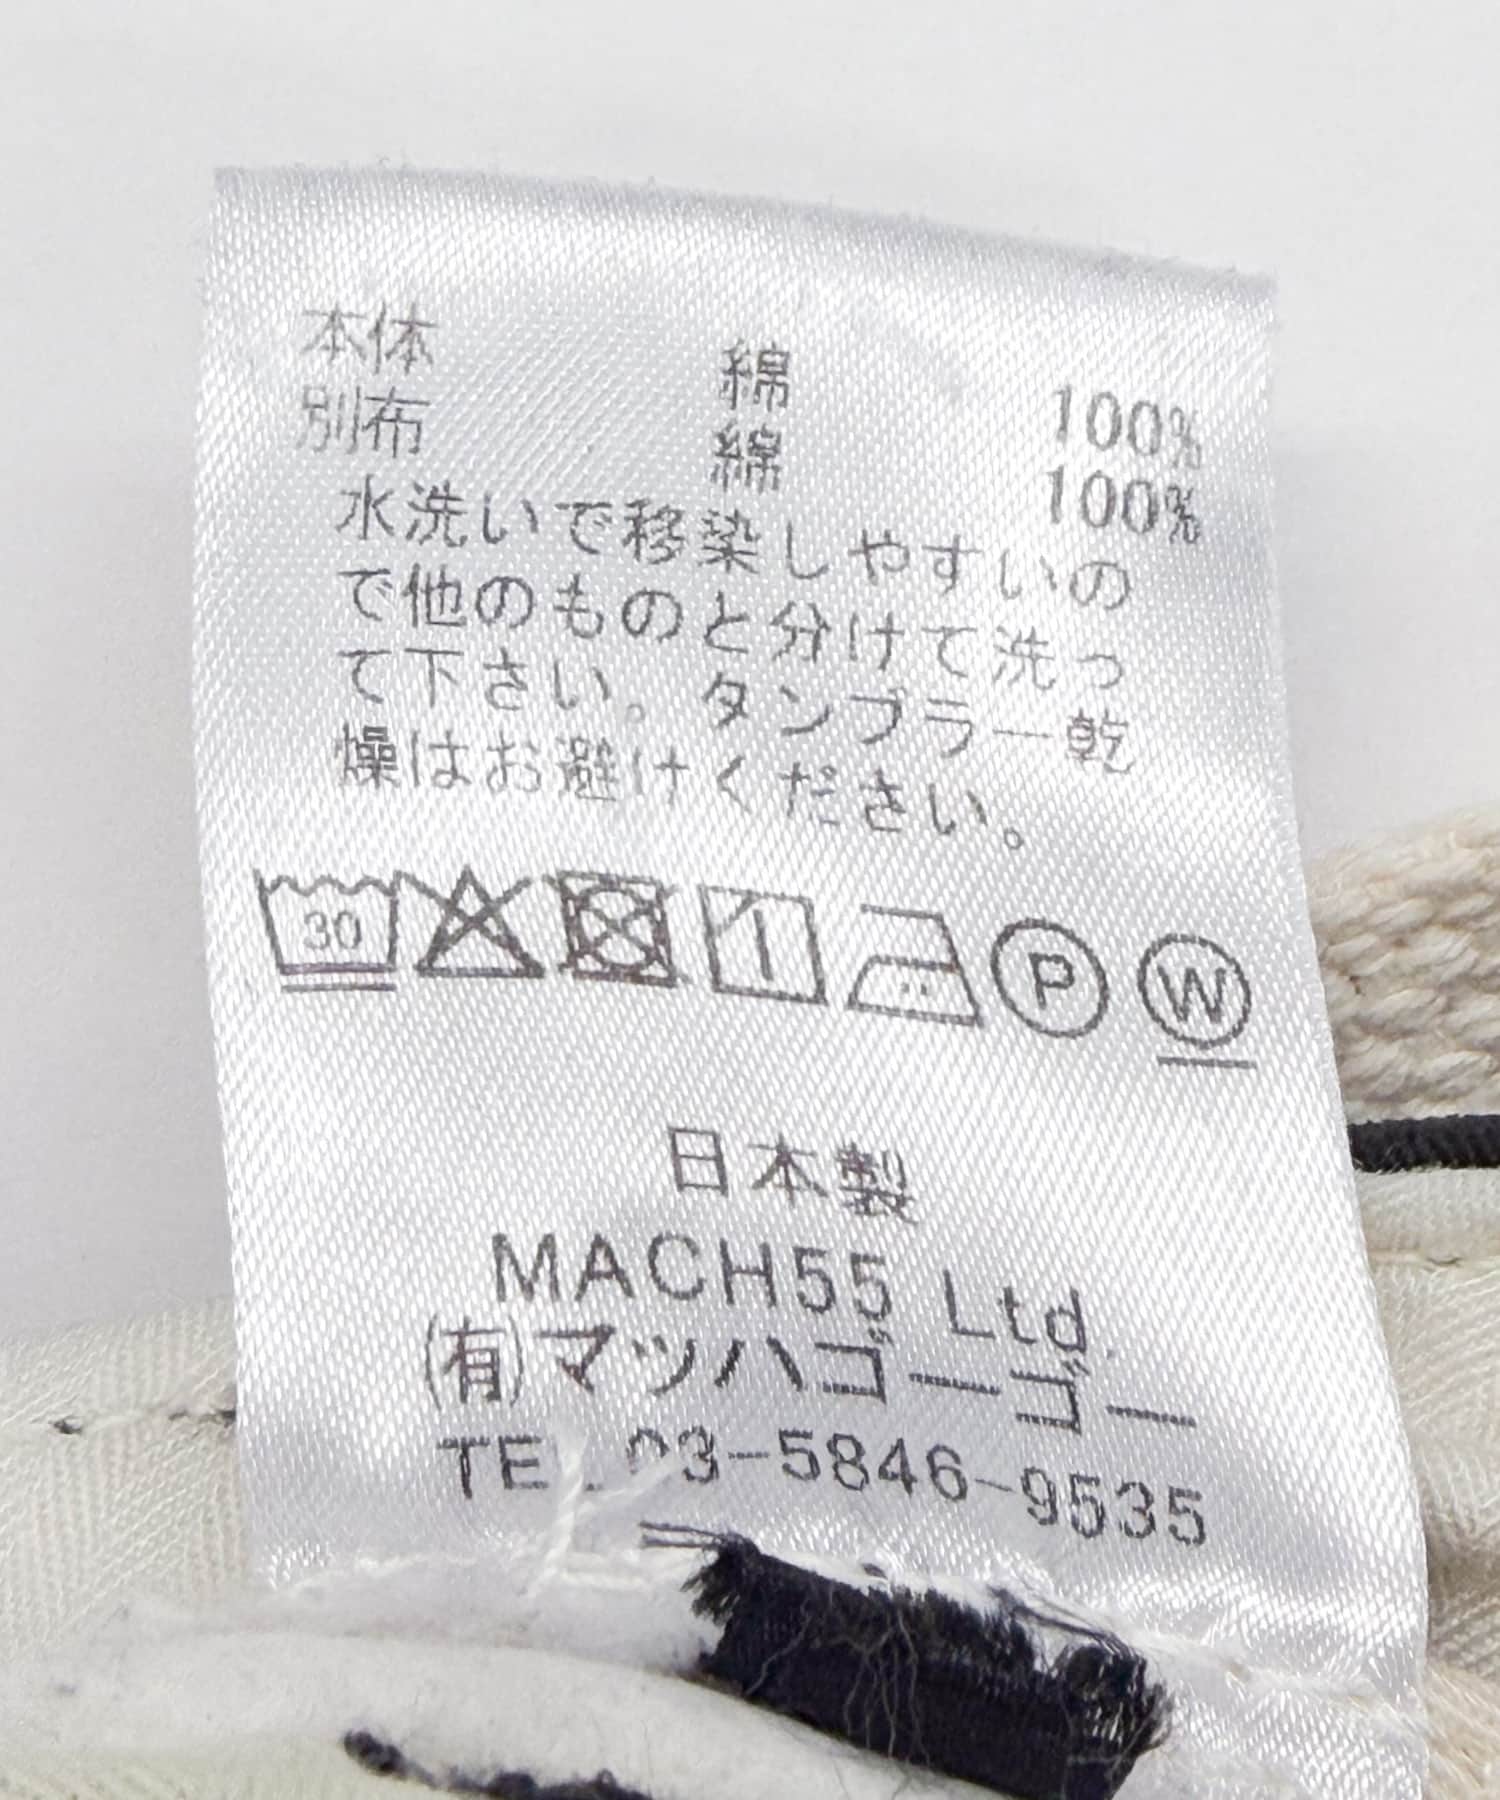 本体 綿 100%
別布 綿 100%
水洗いで移染しやすいの
で他のものと分けて洗っ
て下さい。タンブラー乾
燥はお避けください。
30 P W
日本製
MACH55 Ltd.
(有)マッハゴーゴー
TEL 03-5846-9535